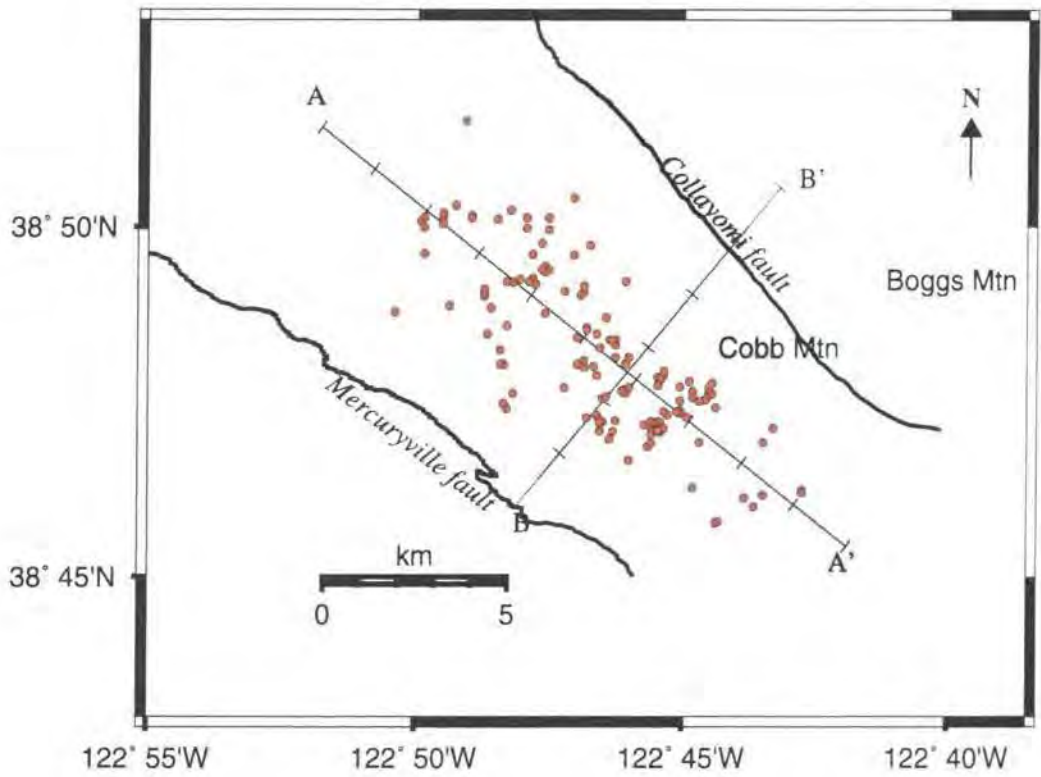 A
N
B'
Collayomi fault
38° 50'N
Boggs Mtn
Cobb Mtn
Mercuryville fault
B
A'
38° 45'N
km
0 5
122° 55'W 122° 50'W 122° 45'W 122° 40'W